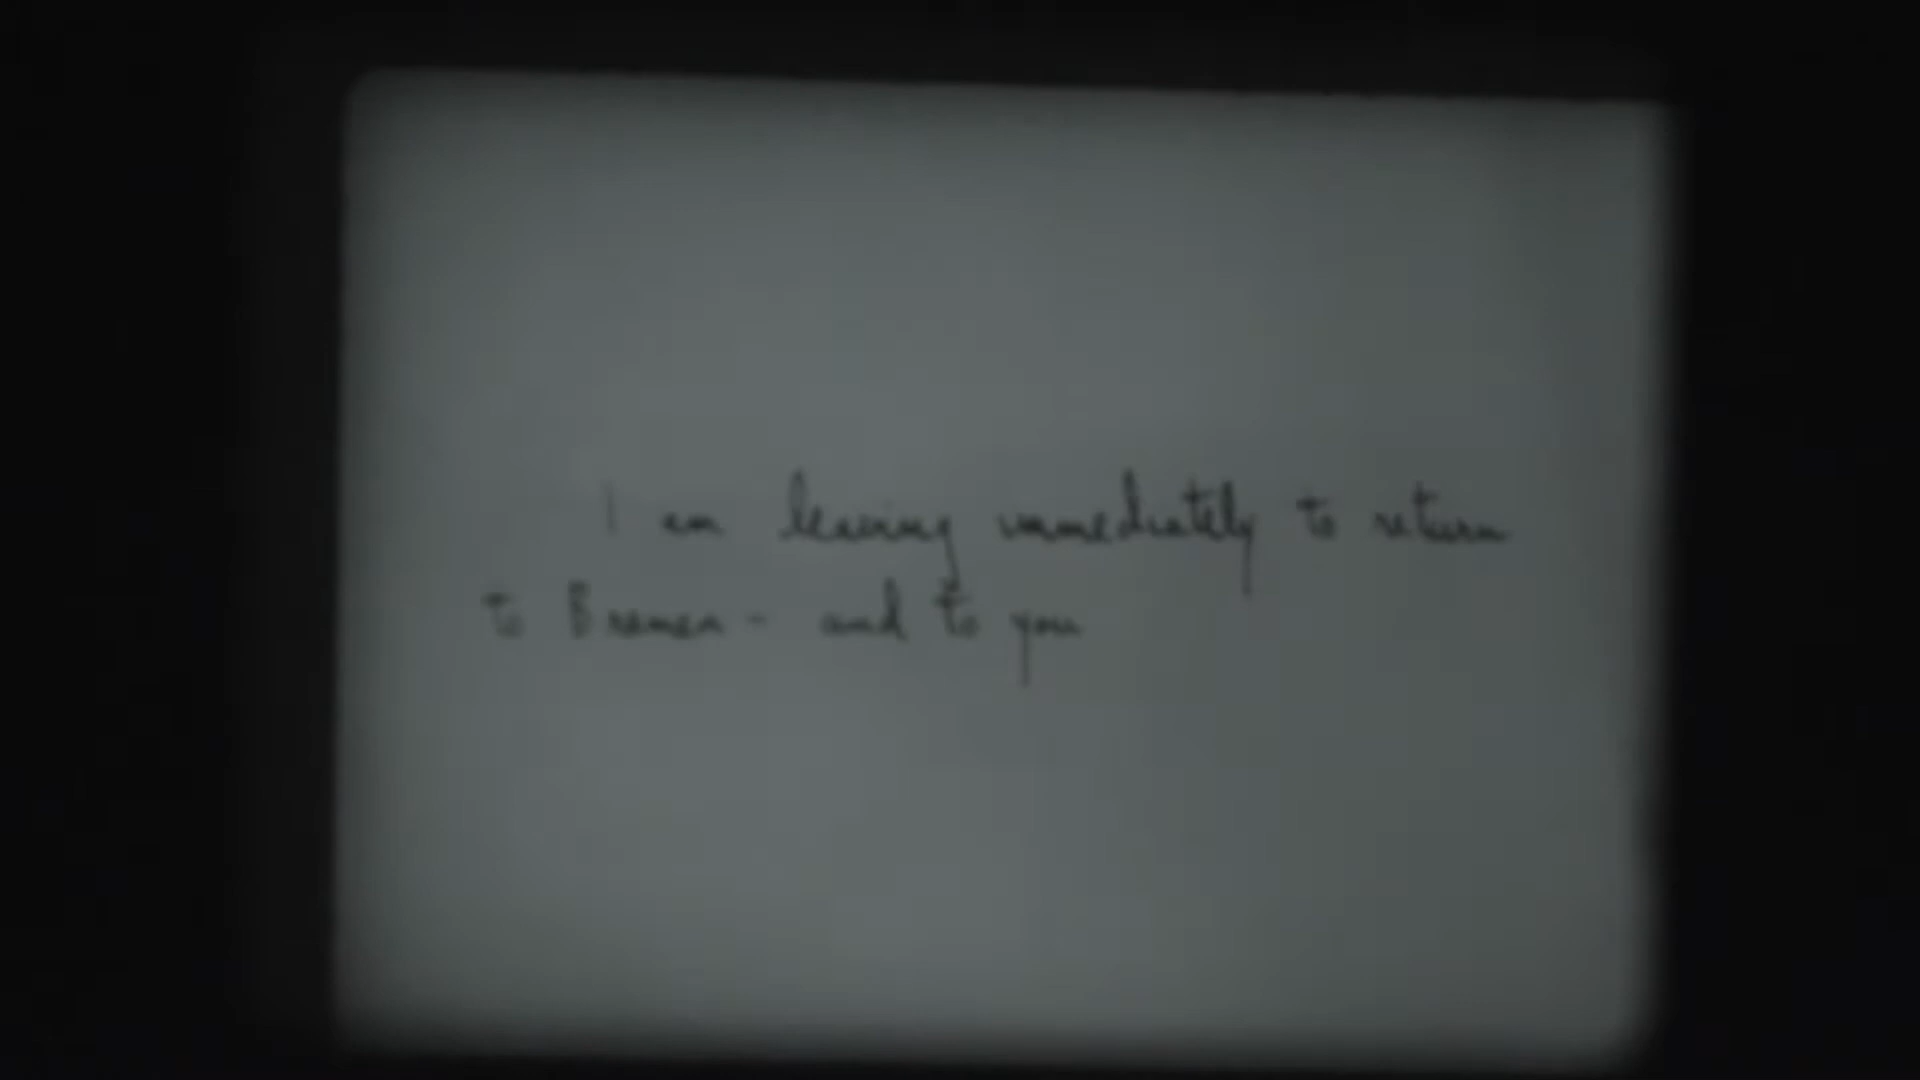 I am leaving immediately to return
to Bremen - and to you